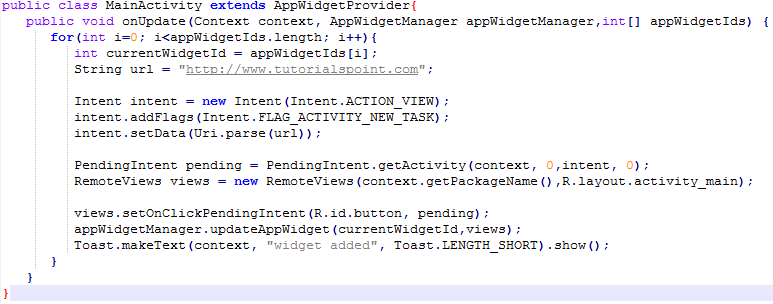 public class MainActivity extends AppWidgetProvider{
   public void onUpdate(Context context, AppWidgetManager appWidgetManager,int[] appWidgetIds) {
      for(int i=0; i<appWidgetIds.length; i++){
         int currentWidgetId = appWidgetIds[i];
         String url = "http://www.tutorialspoint.com";

         Intent intent = new Intent(Intent.ACTION_VIEW);
         intent.addFlags(Intent.FLAG_ACTIVITY_NEW_TASK);
         intent.setData(Uri.parse(url));

         PendingIntent pending = PendingIntent.getActivity(context, 0,intent, 0);
         RemoteViews views = new RemoteViews(context.getPackageName(),R.layout.activity_main);

         views.setOnClickPendingIntent(R.id.button, pending);
         appWidgetManager.updateAppWidget(currentWidgetId,views);
         Toast.makeText(context, "widget added", Toast.LENGTH_SHORT).show();
      }
   }
}